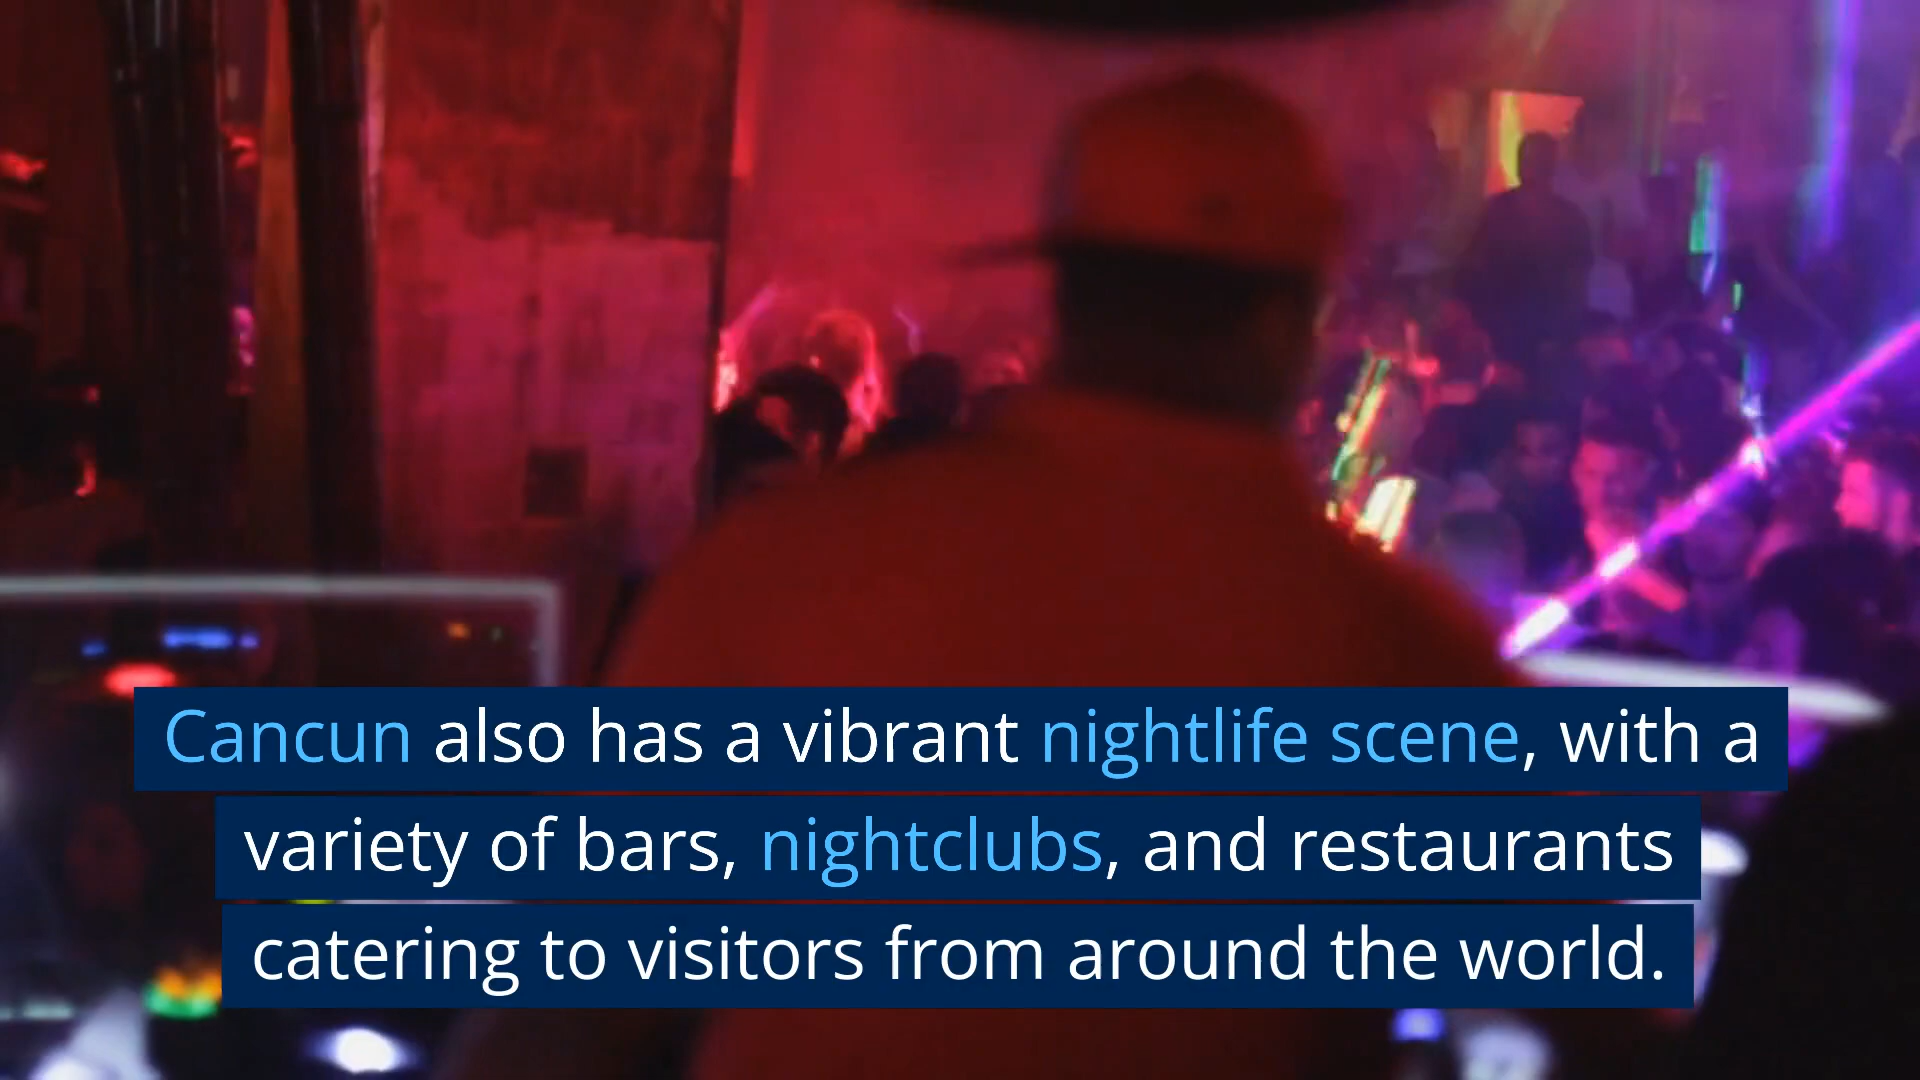 Cancun also has a vibrant nightlife scene, with a
variety of bars, nightclubs, and restaurants
catering to visitors from around the world.